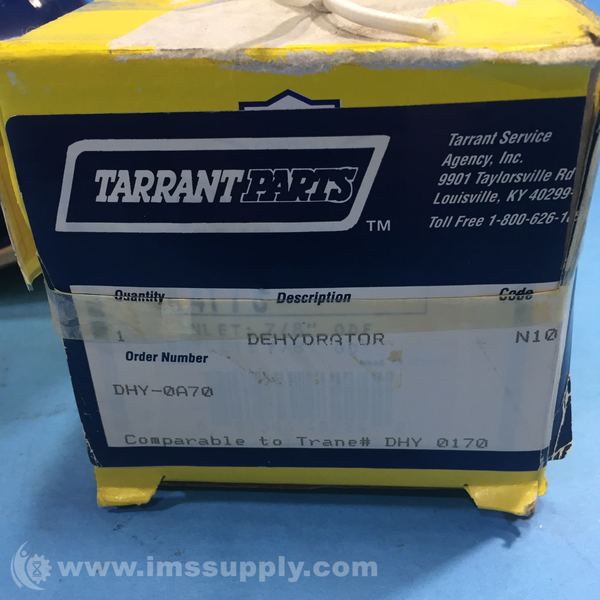 TARRANT PARTS
TM
Tarrant Service
Agency, Inc.
9901 Taylorsville Rd
Louisville, KY 40299-
Toll Free 1-800-626-
Quantity Description Code
1 DEHYDRATOR N10
Order Number
DHY-0A70
Comparable to Trane# DHY 0170
www.imssupply.com